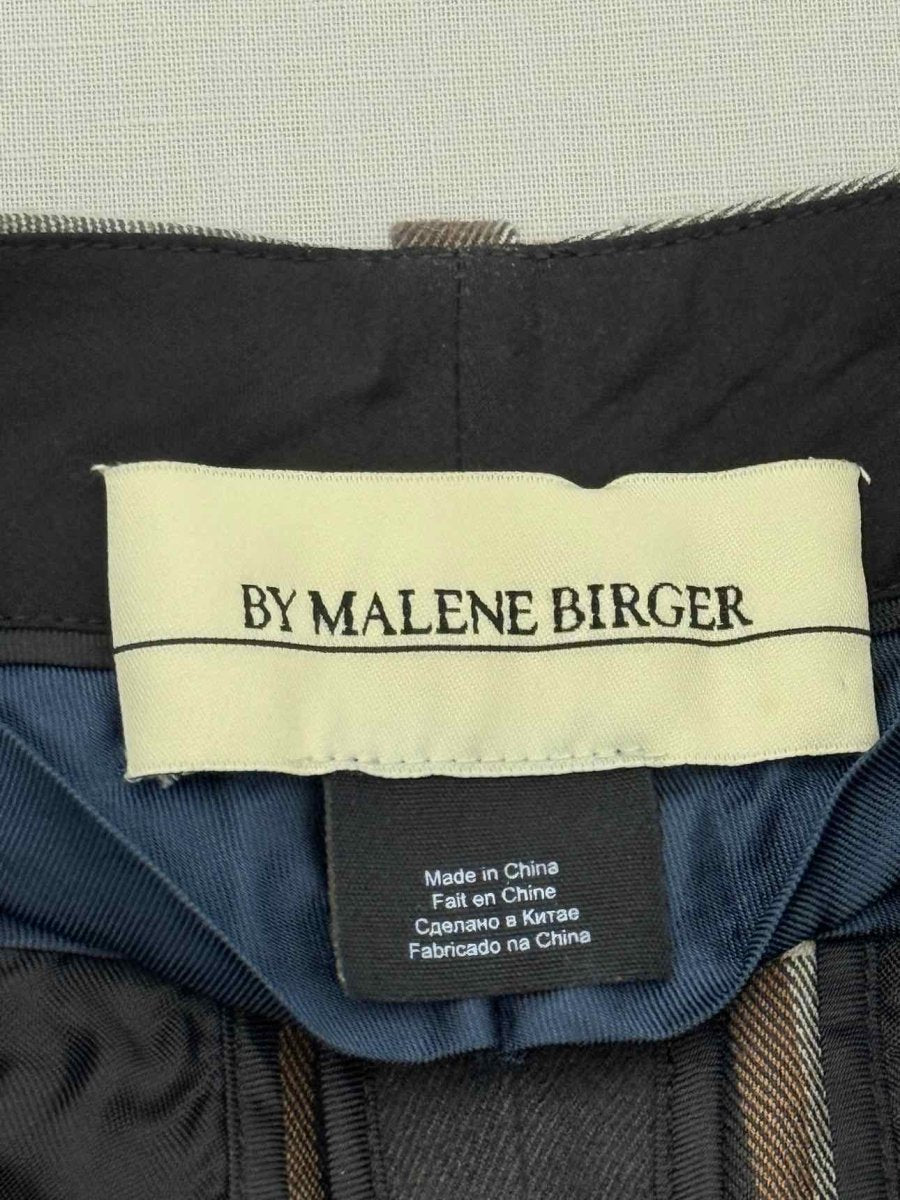 BY MALENE BIRGER
Made in China
Fait en Chine
Сделано в Китае
Fabricado na China